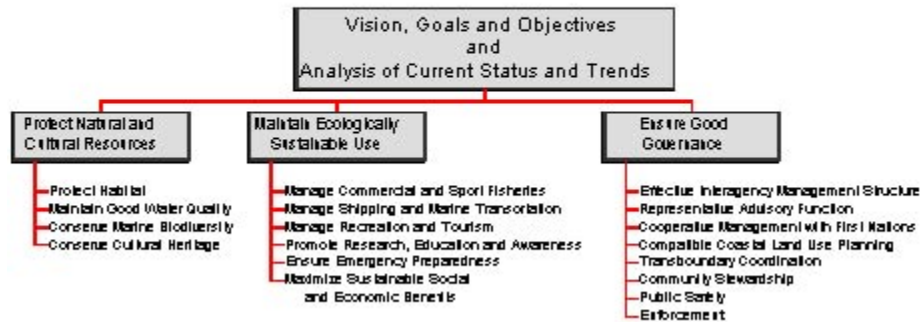 Vision, Goals and Objectives
and
Analysis of Current Status and Trends
Protect Natural and
Cultural Resources
Protect Habitat
Maintain Good Water Quality
Conserve Marine Biodiversity
Conserve Cultural Heritage
Maintain Ecologically
Sustainable Use
Manage Commercial and Sport Fisheries
Manage Shipping and Marine Transortation
Manage Recreation and Tourism
Promote Research, Education and Awareness
Ensure Emergency Preparedness
Maximize Sustainable Social
and Economic Benefits
Ensure Good
Governance
Effective Interagency Management Structure
Representative Advisory Function
Cooperative Management with First Nations
Compatible Coastal Land Use Planning
Transboundary Coordination
Community Stewardship
Public Safety
Enforcement